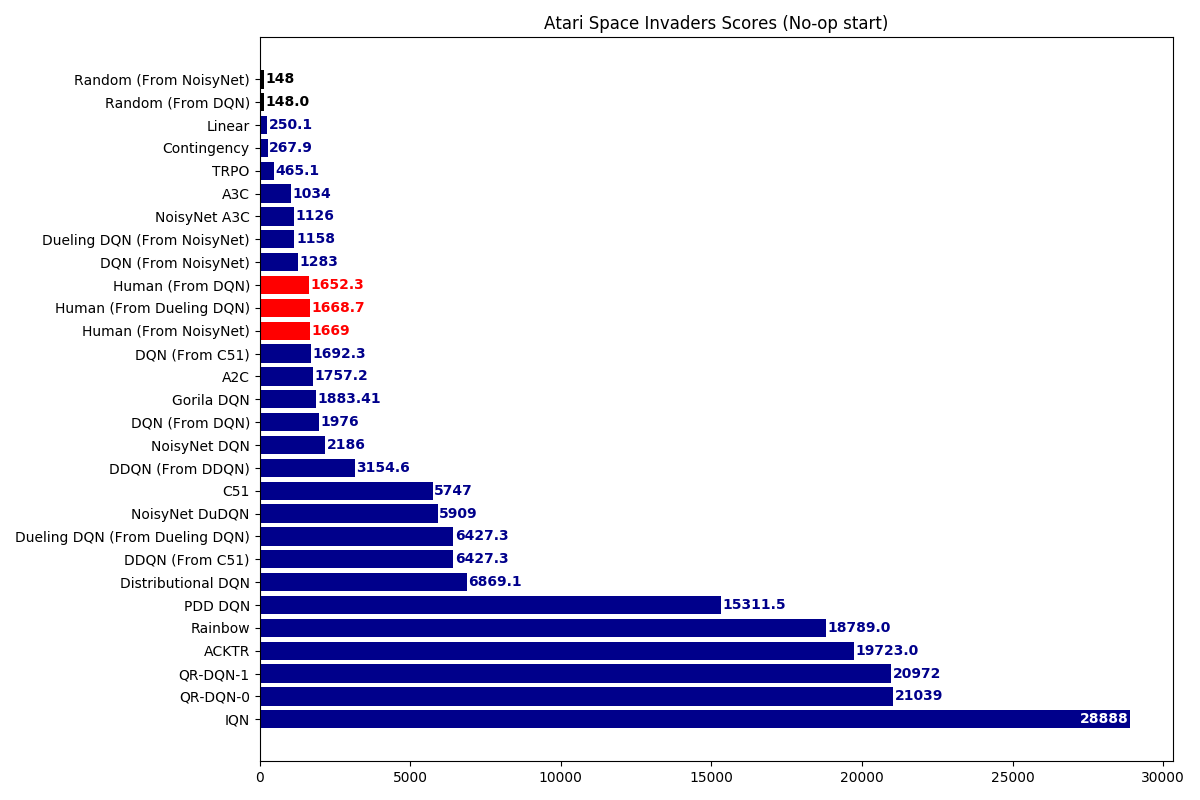 Atari Space Invaders Scores (No-op start)
Random (From NoisyNet) 148
Random (From DQN) 148.0
Linear 250.1
Contingency 267.9
TRPO 465.1
A3C 1034
NoisyNet A3C 1126
Dueling DQN (From NoisyNet) 1158
DQN (From NoisyNet) 1283
Human (From DQN) 1652.3
Human (From Dueling DQN) 1668.7
Human (From NoisyNet) 1669
DQN (From C51) 1692.3
A2C 1757.2
Gorila DQN 1883.41
DQN (From DQN) 1976
NoisyNet DQN 2186
DDQN (From DDQN) 3154.6
C51 5747
NoisyNet DuDQN 5909
Dueling DQN (From Dueling DQN) 6427.3
DDQN (From C51) 6427.3
Distributional DQN 6869.1
PDD DQN 15311.5
Rainbow 18789.0
ACKTR 19723.0
QR-DQN-1 20972
QR-DQN-0 21039
IQN 28888
0 5000 10000 15000 20000 25000 30000